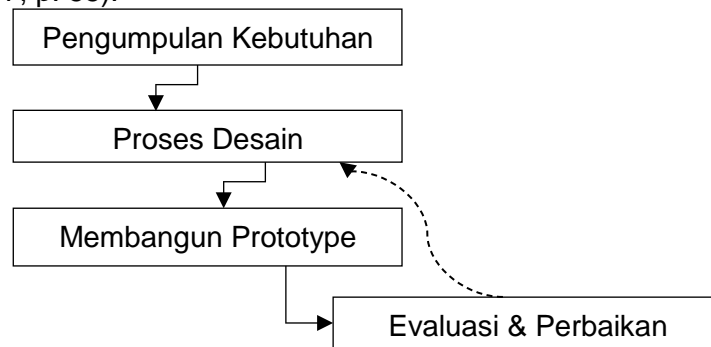 Pengumpulan Kebutuhan
Proses Desain
Membangun Prototype
Evaluasi & Perbaikan